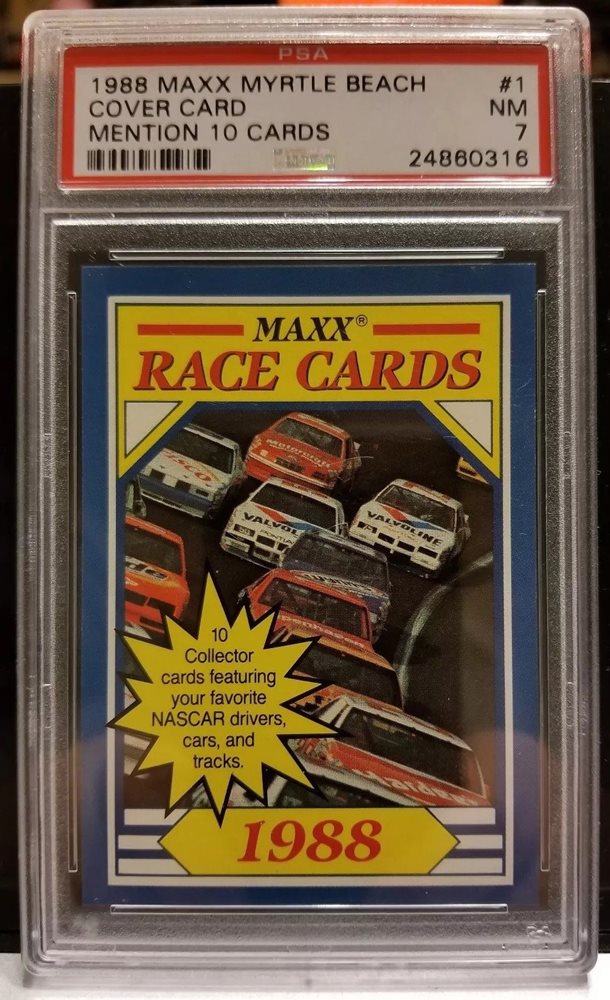 PSA
1988 MAXX MYRTLE BEACH #1
COVER CARD NM
MENTION 10 CARDS 7
24860316
MAXX®
RACE CARDS
Motorcraft
VALVOLINE
10
Collector
cards featuring
your favorite
NASCAR drivers,
cars, and
tracks.
1988